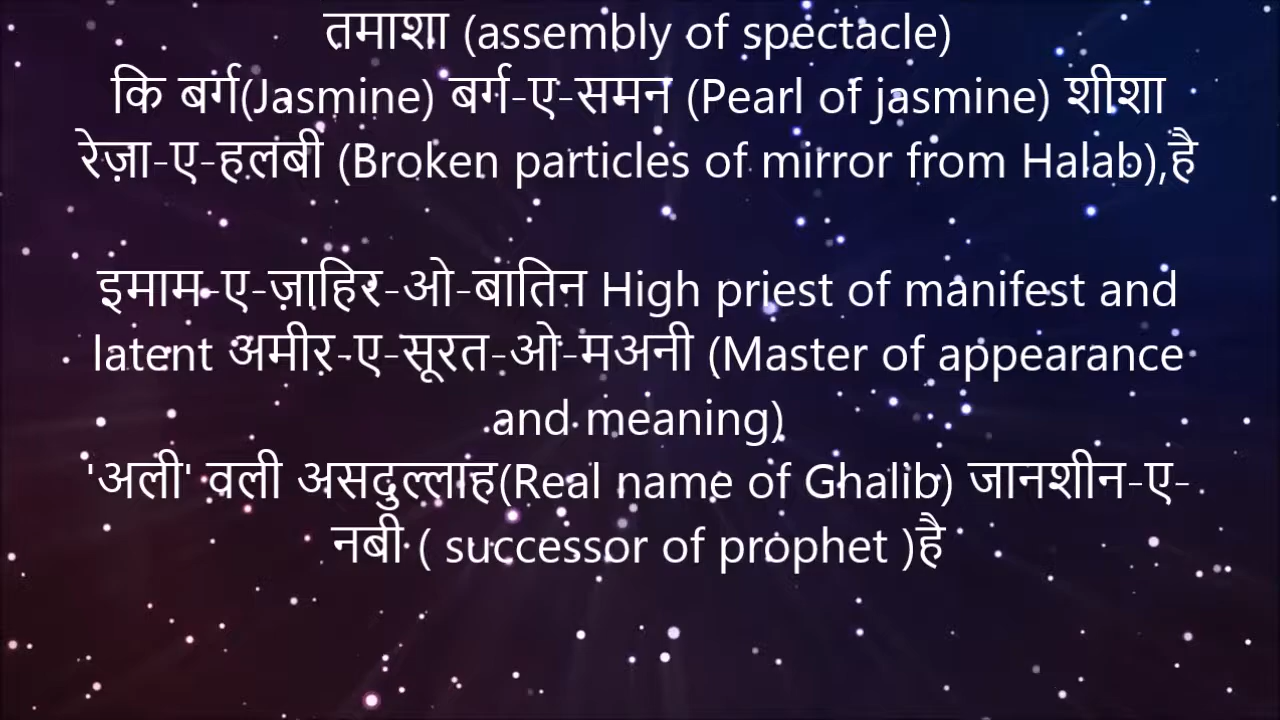 तमाशा (assembly of spectacle)
कि बर्ग(Jasmine) बर्ग-ए-समन (Pearl of jasmine) शीशा
रेज़ा-ए-हलबी (Broken particles of mirror from Halab),है
इमाम-ए-ज़ाहिर-ओ-बातिन High priest of manifest and
latent अमीर-ए-सूरत-ओ-मअनी (Master of appearance
and meaning)
'अली' वली असदुल्लाह(Real name of Ghalib) जानशीन-ए-
नबी ( successor of prophet )है